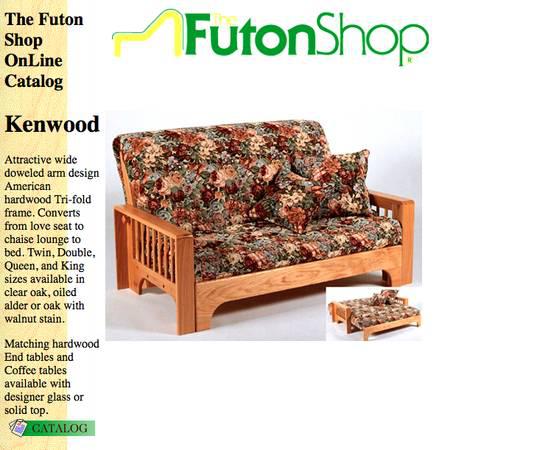 The Futon
Shop
OnLine
Catalog
The
FutonShop
R
Kenwood
Attractive wide
doweled arm design
American
hardwood Tri-fold
frame. Converts
from love seat to
chaise lounge to
bed. Twin, Double,
Queen, and King
sizes available in
clear oak, oiled
alder or oak with
walnut stain.
Matching hardwood
End tables and
Coffee tables
available with
designer glass or
solid top.
CATALOG